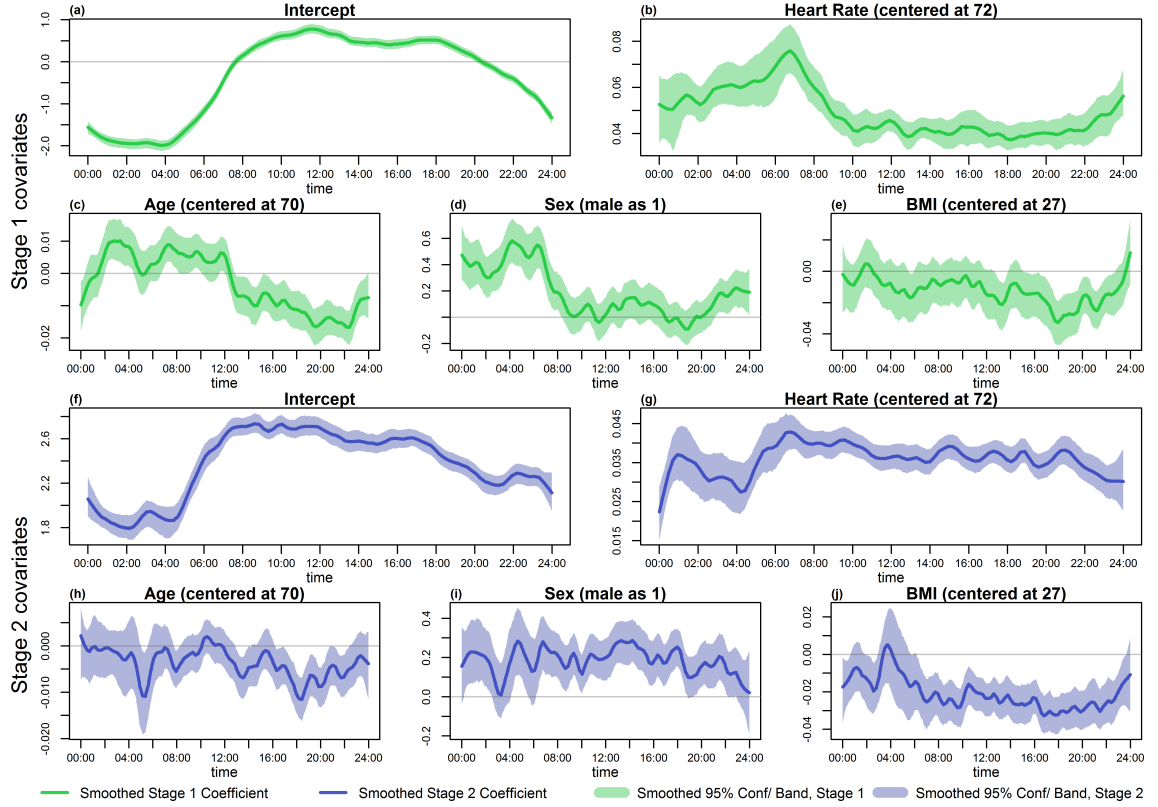 Stage 1 covariates
(a) Intercept
1.0
0.0
-1.0
-2.0
00:00 02:00 04:00 06:00 08:00 10:00 12:00 14:00 16:00 18:00 20:00 22:00 24:00
time
(b) Heart Rate (centered at 72)
0.08
0.06
0.04
00:00 02:00 04:00 06:00 08:00 10:00 12:00 14:00 16:00 18:00 20:00 22:00 24:00
time
(c) Age (centered at 70)
0.01
0.00
-0.02
00:00 04:00 08:00 12:00 16:00 20:00 24:00
time
(d) Sex (male as 1)
0.6
0.4
0.2
-0.2
00:00 04:00 08:00 12:00 16:00 20:00 24:00
time
(e) BMI (centered at 27)
0.00
-0.04
00:00 04:00 08:00 12:00 16:00 20:00 24:00
time
Stage 2 covariates
(f) Intercept
2.6
2.2
1.8
00:00 02:00 04:00 06:00 08:00 10:00 12:00 14:00 16:00 18:00 20:00 22:00 24:00
time
(g) Heart Rate (centered at 72)
0.045
0.035
0.025
0.015
00:00 02:00 04:00 06:00 08:00 10:00 12:00 14:00 16:00 18:00 20:00 22:00 24:00
time
(h) Age (centered at 70)
0.000
-0.010
-0.020
00:00 04:00 08:00 12:00 16:00 20:00 24:00
time
(i) Sex (male as 1)
0.4
0.2
0.0
-0.2
00:00 04:00 08:00 12:00 16:00 20:00 24:00
time
(j) BMI (centered at 27)
0.02
0.00
-0.02
-0.04
00:00 04:00 08:00 12:00 16:00 20:00 24:00
time
Smoothed Stage 1 Coefficient
Smoothed Stage 2 Coefficient
Smoothed 95% Conf/ Band, Stage 1
Smoothed 95% Conf/ Band, Stage 2